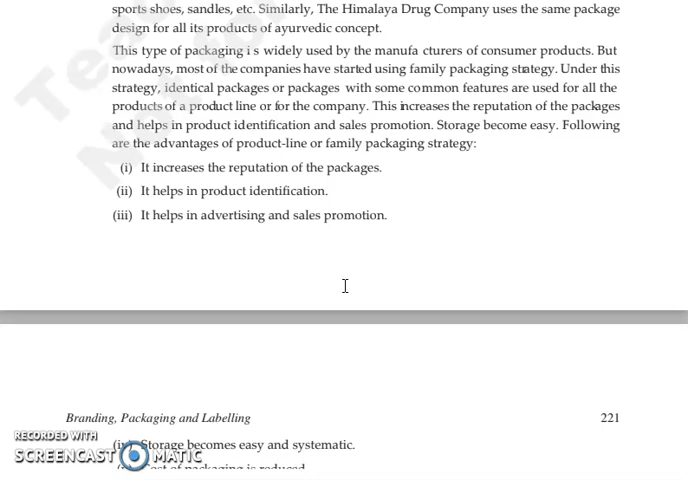 sports shoes, sandles, etc. Similarly, The Himalaya Drug Company uses the same package
design for all its products of ayurvedic concept.
This type of packaging i s widely used by the manufa cturers of consumer products. But
nowadays, most of the companies have started using family packaging strategy. Under this
strategy, identical packages or packages with some common features are used for all the
products of a product line or for the company. This increases the reputation of the packages
and helps in product identification and sales promotion. Storage become easy. Following
are the advantages of product-line or family packaging strategy:
(i) It increases the reputation of the packages.
(ii) It helps in product identification.
(iii) It helps in advertising and sales promotion.
Branding, Packaging and Labelling 221
RECORDED WITH
(iv) Storage becomes easy and systematic.
SCREENCAST MATIC
Cost of packaging is reduced